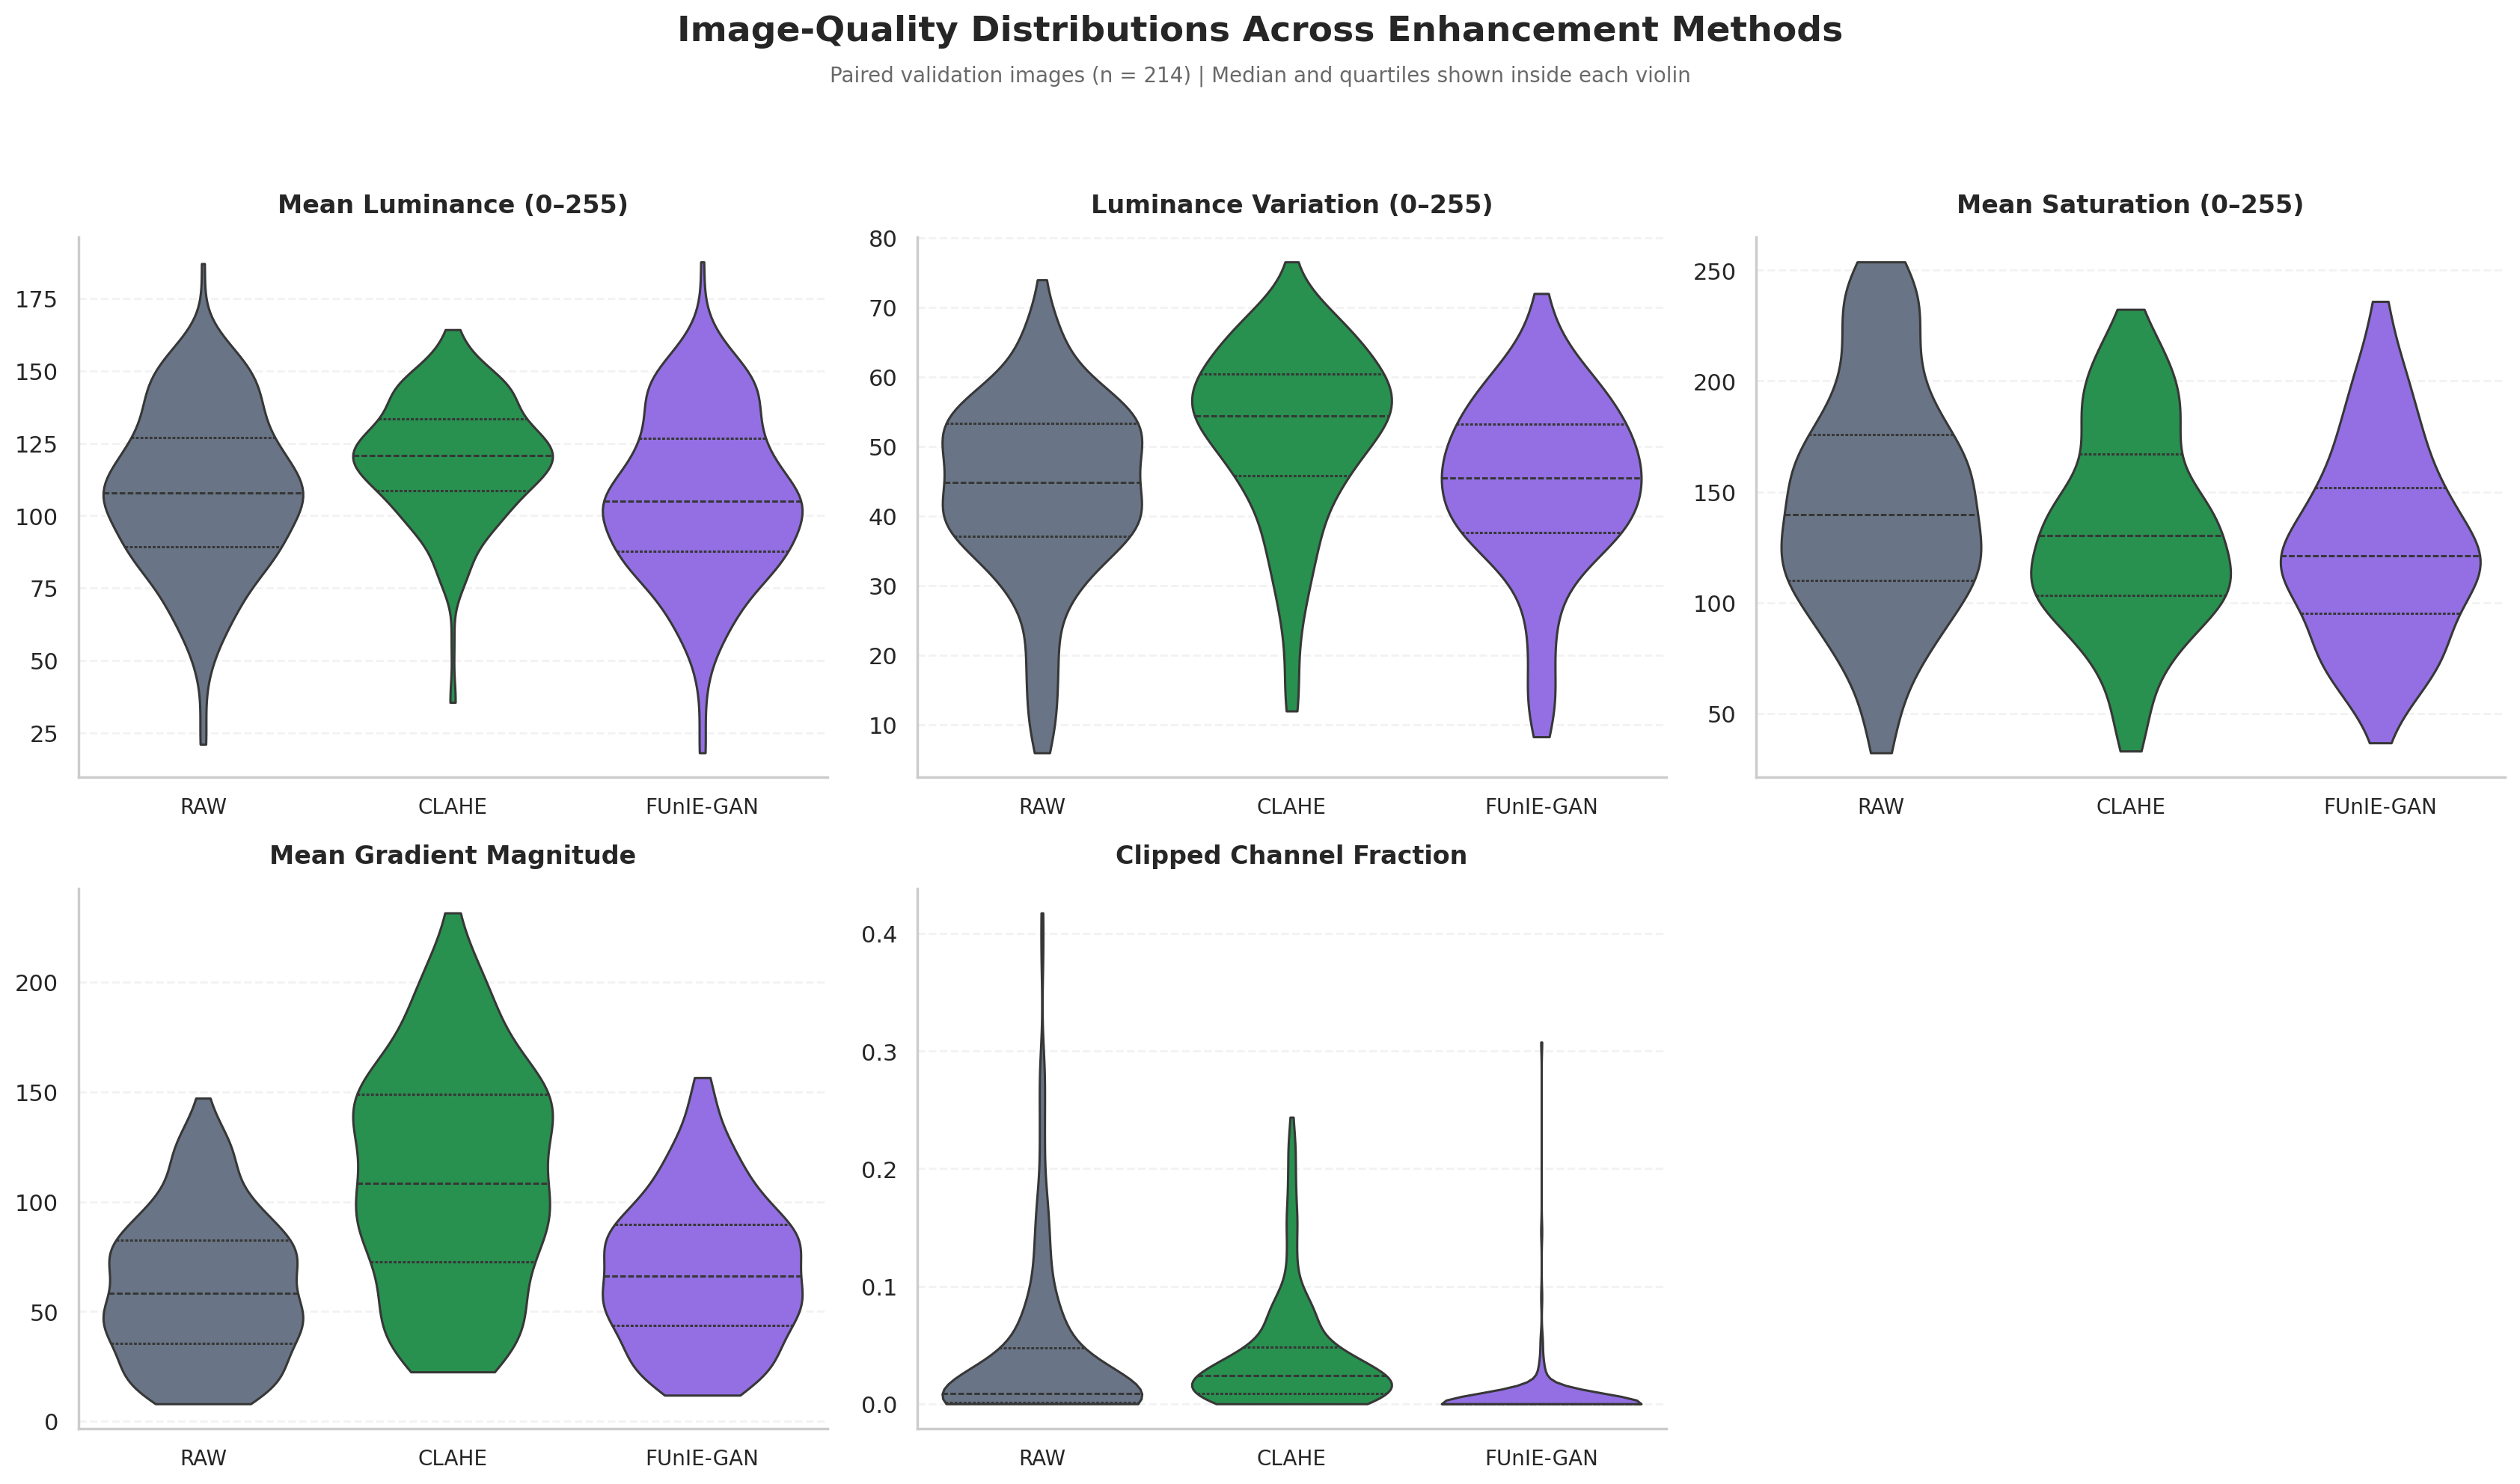 Image-Quality Distributions Across Enhancement Methods
Paired validation images (n = 214) | Median and quartiles shown inside each violin
Mean Luminance (0–255)
175
150
125
100
75
50
25
RAW CLAHE FUnIE-GAN
Luminance Variation (0–255)
80
70
60
50
40
30
20
10
RAW CLAHE FUnIE-GAN
Mean Saturation (0–255)
250
200
150
100
50
RAW CLAHE FUnIE-GAN
Mean Gradient Magnitude
200
150
100
50
0
RAW CLAHE FUnIE-GAN
Clipped Channel Fraction
0.4
0.3
0.2
0.1
0.0
RAW CLAHE FUnIE-GAN